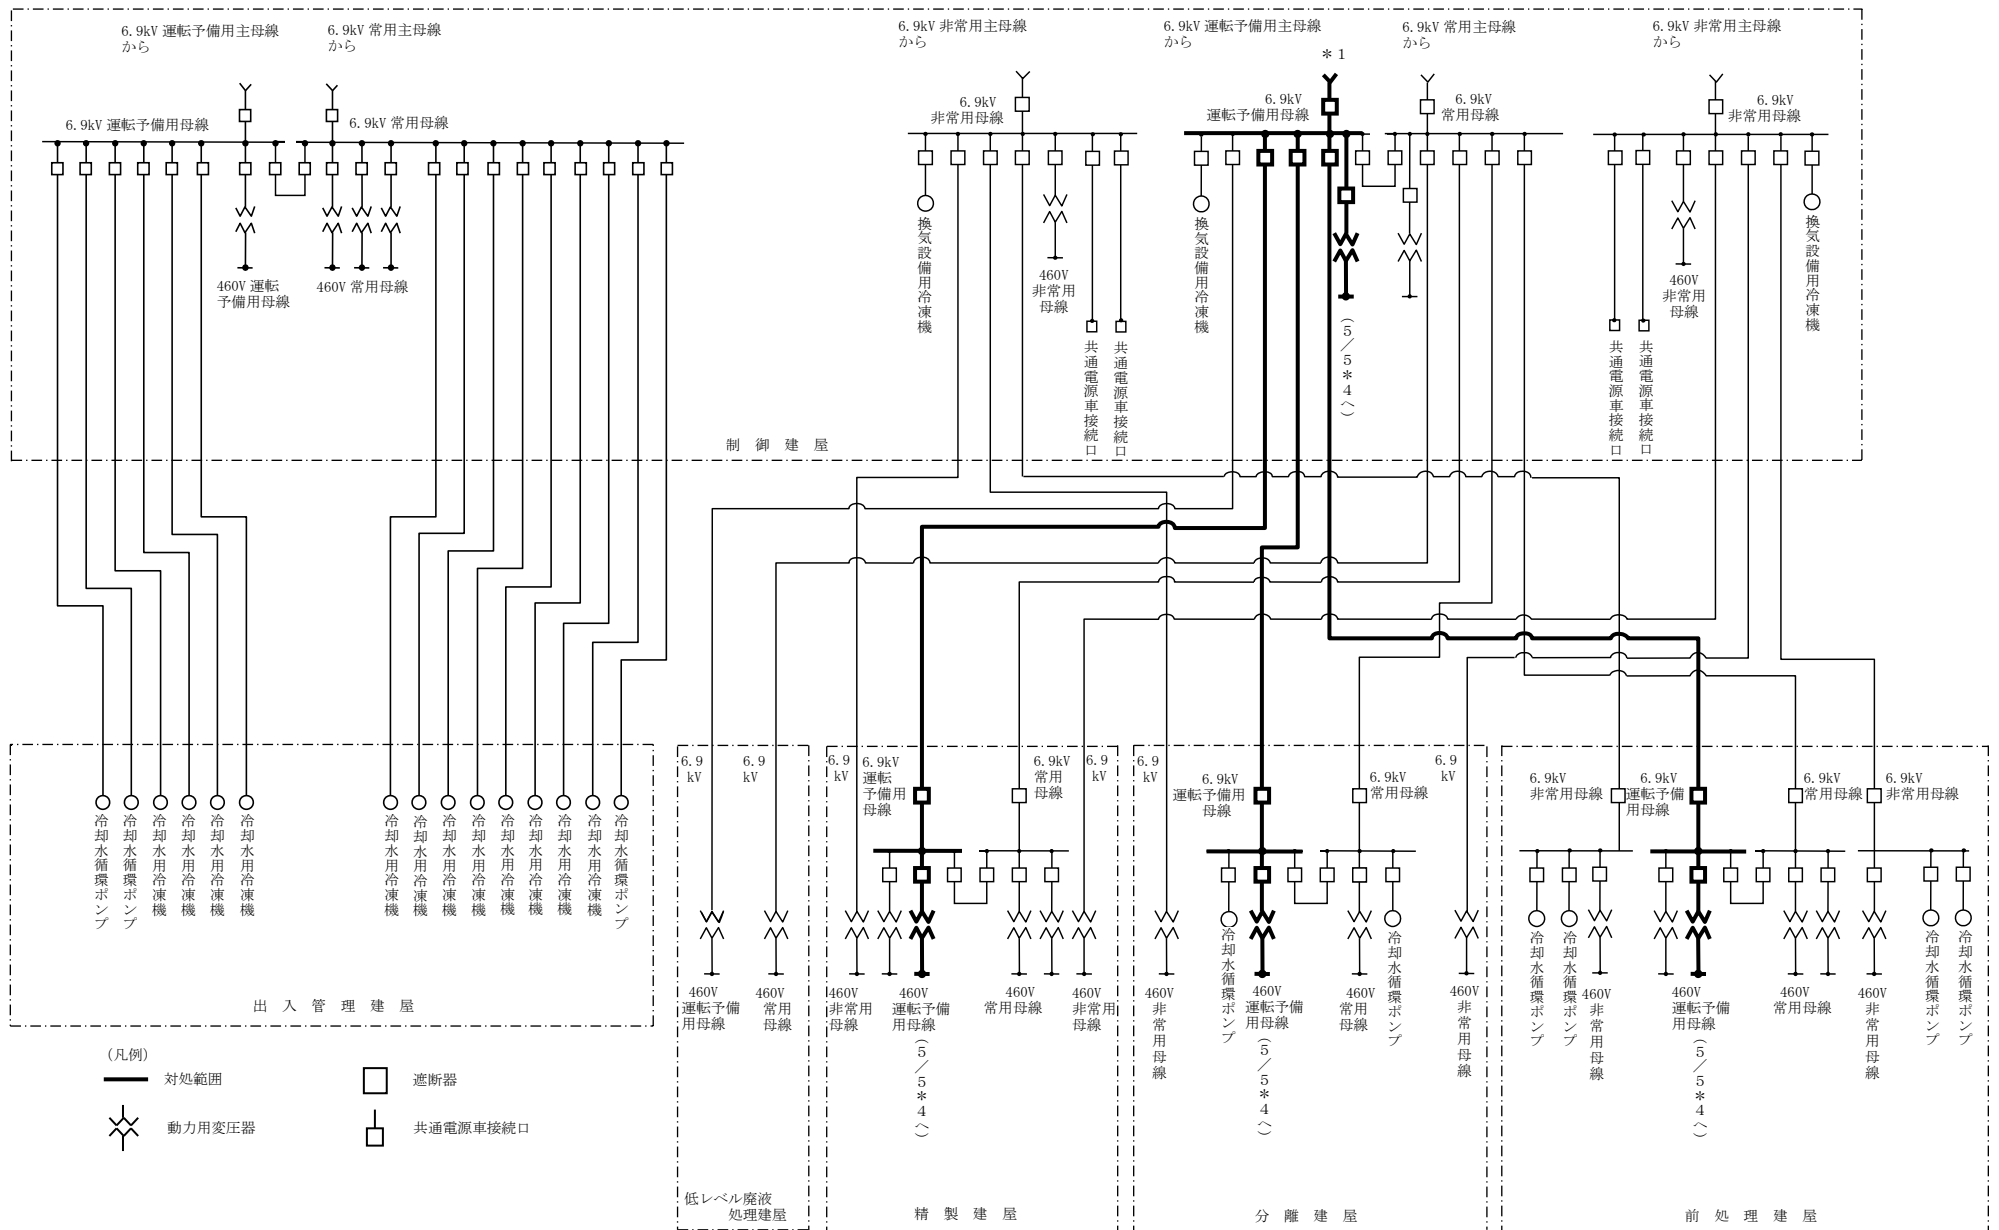 6.9kV 運転予備用主母線
から
6.9kV 常用主母線
から
6.9kV 非常用主母線
から
6.9kV 運転予備用主母線
から
6.9kV 常用主母線
から
6.9kV 非常用主母線
から
＊1
6.9kV 運転予備用母線
6.9kV 常用母線
6.9kV
非常用母線
6.9kV
運転予備用母線
6.9kV
常用母線
6.9kV
非常用母線
460V 運転
予備用母線
460V 常用母線
換気設備用冷凍機
460V
非常用
母線
共通電源車接続口
共通電源車接続口
換気設備用冷凍機
（5／5＊4へ）
共通電源車接続口
共通電源車接続口
460V
非常用
母線
換気設備用冷凍機
制御建屋
冷却水循環ポンプ
冷却水循環ポンプ
冷却水用冷凍機
冷却水用冷凍機
冷却水用冷凍機
冷却水用冷凍機
冷却水用冷凍機
冷却水用冷凍機
冷却水用冷凍機
冷却水用冷凍機
冷却水用冷凍機
冷却水用冷凍機
冷却水用冷凍機
冷却水用冷凍機
冷却水循環ポンプ
出入管理建屋
6.9
kV
6.9
kV
460V
運転予備
用母線
460V
常用
母線
低レベル廃液
処理建屋
6.9
kV
6.9kV
運転
予備用
母線
6.9kV
常用
母線
6.9
kV
460V
非常用
母線
460V
運転予備
用母線
（5／5＊4へ）
460V
常用母線
460V
非常用
母線
精製建屋
6.9
kV
6.9kV
運転予備用
母線
6.9kV
常用母線
6.9
kV
460V
非常用母線
冷却水循環ポンプ
460V
運転予備
用母線
（5／5＊4へ）
460V
常用
母線
冷却水循環ポンプ
460V
非常用母線
分離建屋
6.9kV
非常用母線
6.9kV
運転予備
用母線
6.9kV
常用母線
6.9kV
非常用母線
冷却水循環ポンプ
冷却水循環ポンプ
460V
非常用母線
460V
運転予備
用母線
（5／5＊4へ）
460V
常用母線
460V
非常用母線
冷却水循環ポンプ
冷却水循環ポンプ
前処理建屋
（凡例）
対処範囲
遮断器
動力用変圧器
共通電源車接続口